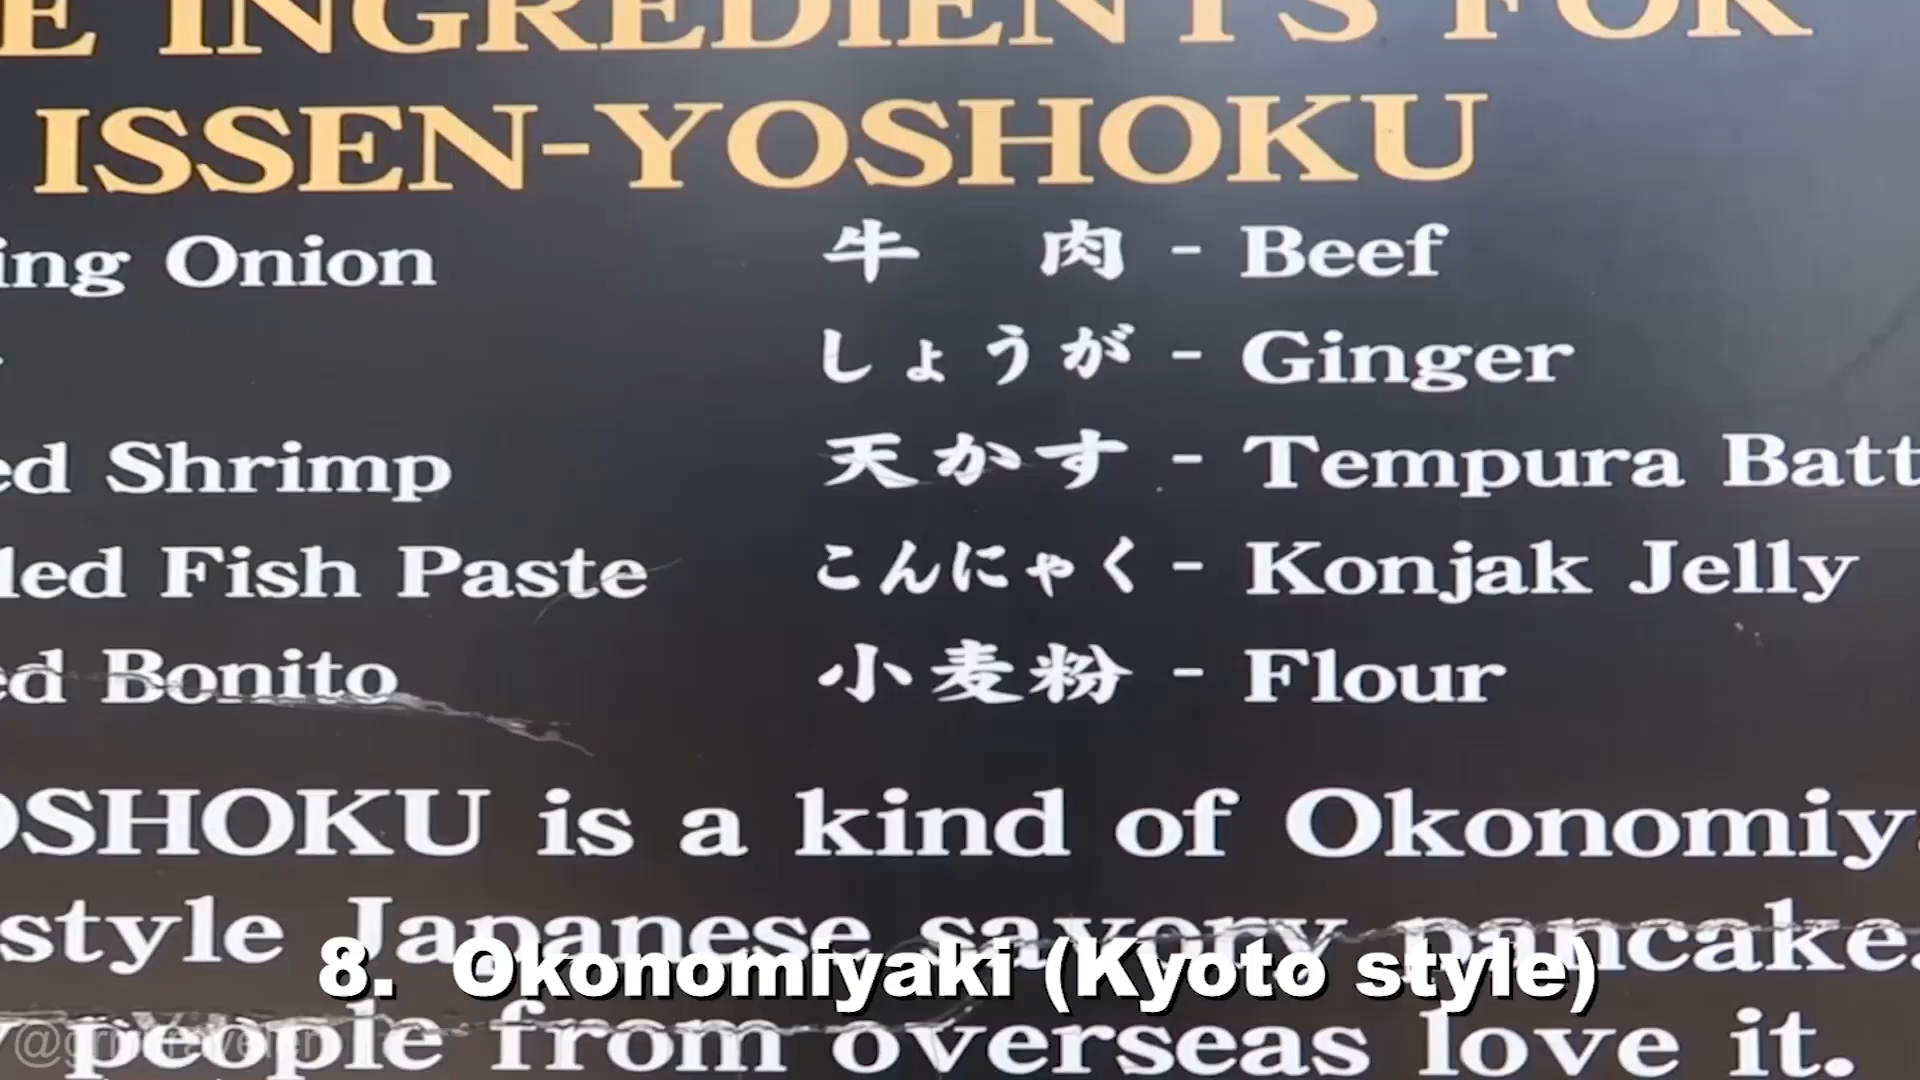 E INGREDIENTS FOR
ISSEN-YOSHOKU
ing Onion 牛 肉 - Beef
しょうが - Ginger
ed Shrimp 天かす - Tempura Batt
led Fish Paste こんにゃく - Konjak Jelly
ed Bonito 小麦粉 - Flour
OSHOKU is a kind of Okonomiy
style Japanese savory pancake.
8. Okonomiyaki (Kyoto style)
people from overseas love it.